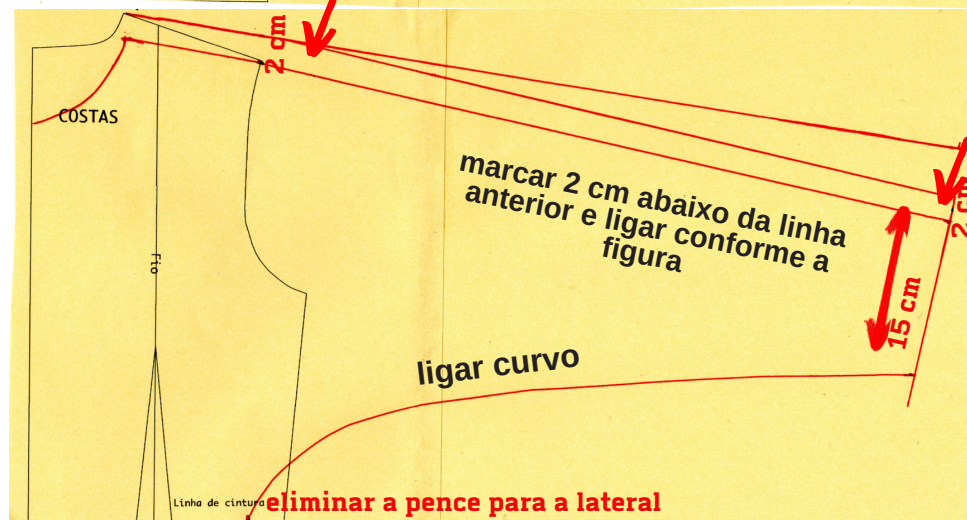 2 cm
COSTAS
marcar 2 cm abaixo da linha
anterior e ligar conforme a
figura
2 cm
Fio
15 cm
ligar curvo
Linha de cintura
eliminar a pence para a lateral